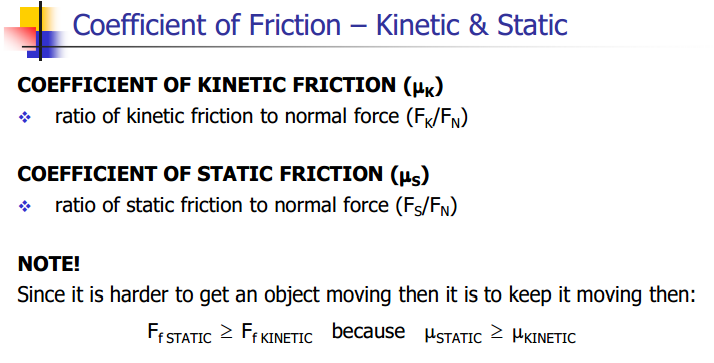 Coefficient of Friction – Kinetic & Static
COEFFICIENT OF KINETIC FRICTION (μK)
❖ ratio of kinetic friction to normal force (FK/FN)
COEFFICIENT OF STATIC FRICTION (μS)
❖ ratio of static friction to normal force (FS/FN)
NOTE!
Since it is harder to get an object moving then it is to keep it moving then:
Ff STATIC ≥ Ff KINETIC because μSTATIC ≥ μKINETIC